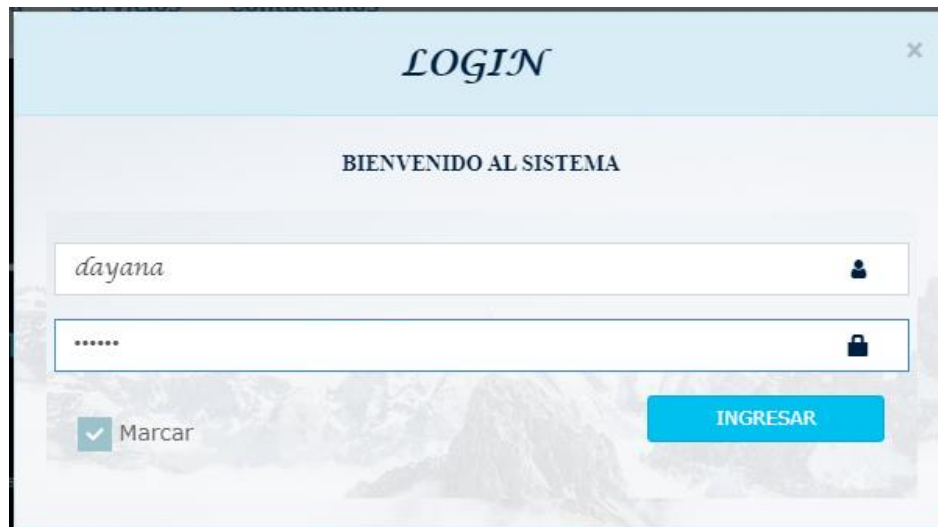 LOGIN
×
BIENVENIDO AL SISTEMA
dayana
••••••
Marcar
INGRESAR